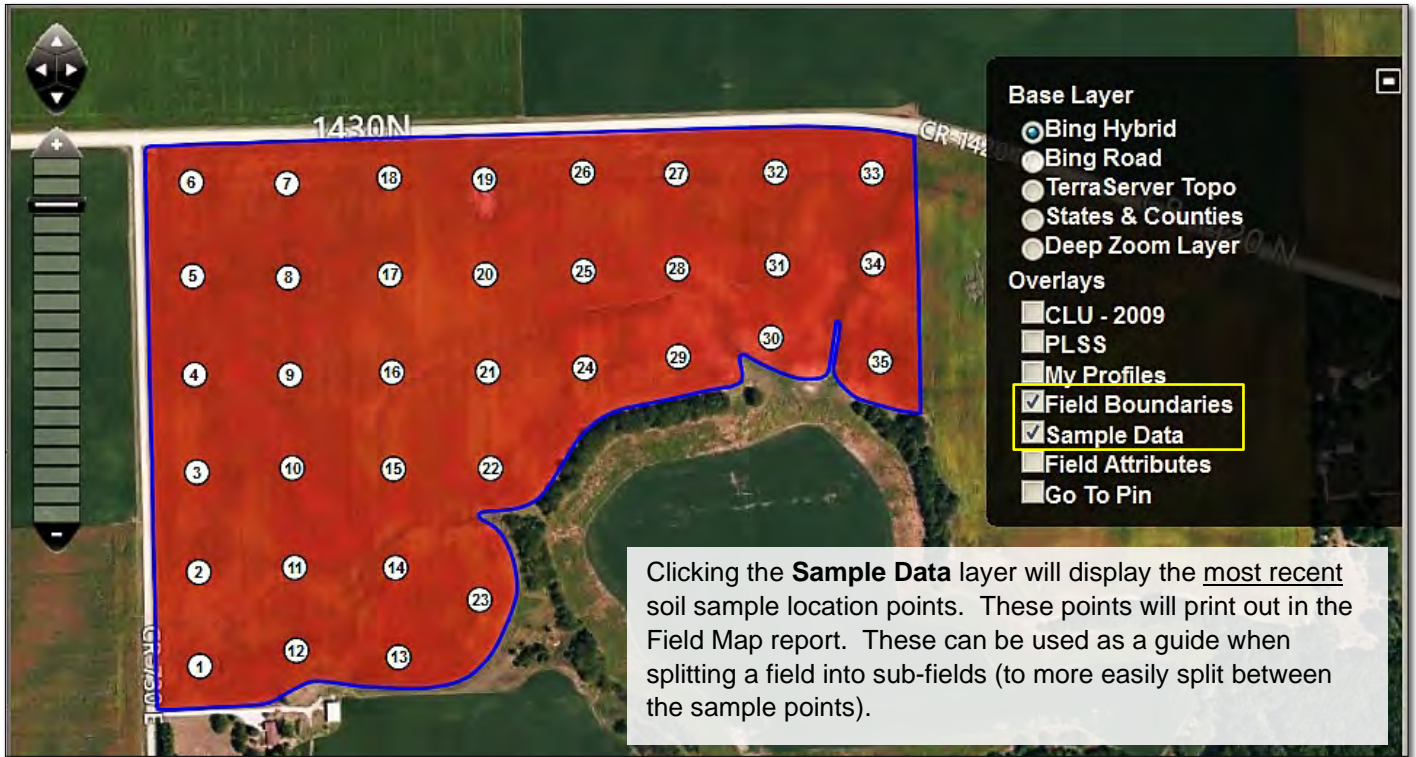 1430N
CR-1420
420 N
6 7 18 19 26 27 32 33
5 8 17 20 25 28 31 34
4 9 16 21 24 29 30 35
3 10 15 22
2 11 14 23
1 12 13
Base Layer
Bing Hybrid
Bing Road
TerraServer Topo
States & Counties
Deep Zoom Layer
Overlays
CLU - 2009
PLSS
My Profiles
Field Boundaries
Sample Data
Field Attributes
Go To Pin
Clicking the Sample Data layer will display the most recent
soil sample location points. These points will print out in the
Field Map report. These can be used as a guide when
splitting a field into sub-fields (to more easily split between
the sample points).